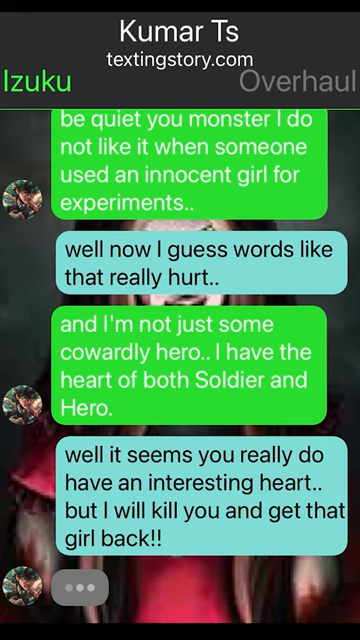 Kumar Ts
textingstory.com
Izuku
Overhaul
be quiet you monster I do
not like it when someone
used an innocent girl for
experiments..
well now I guess words like
that really hurt..
and I'm not just some
cowardly hero.. I have the
heart of both Soldier and
Hero.
well it seems you really do
have an interesting heart..
but I will kill you and get that
girl back!!